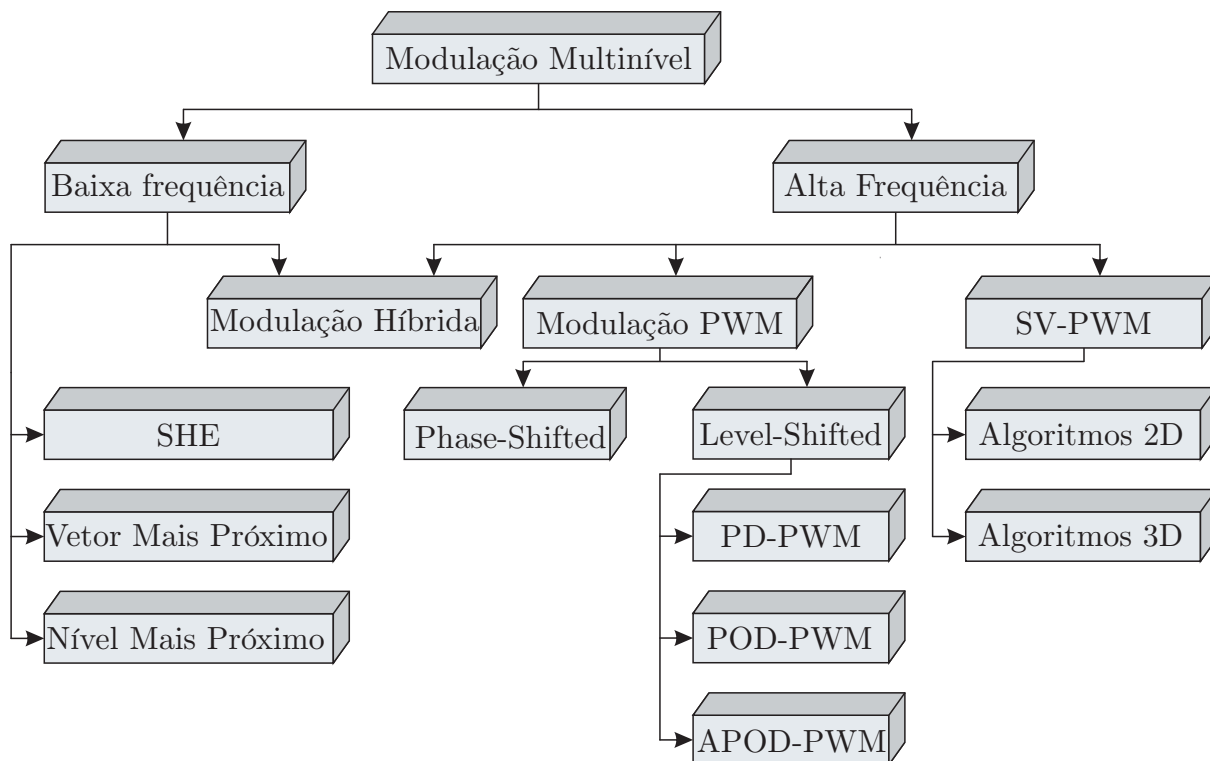 Modulação Multinível
Baixa frequência
Alta Frequência
Modulação Híbrida
Modulação PWM
SV-PWM
SHE
Phase-Shifted
Level-Shifted
Algoritmos 2D
Vetor Mais Próximo
PD-PWM
Algoritmos 3D
Nível Mais Próximo
POD-PWM
APOD-PWM